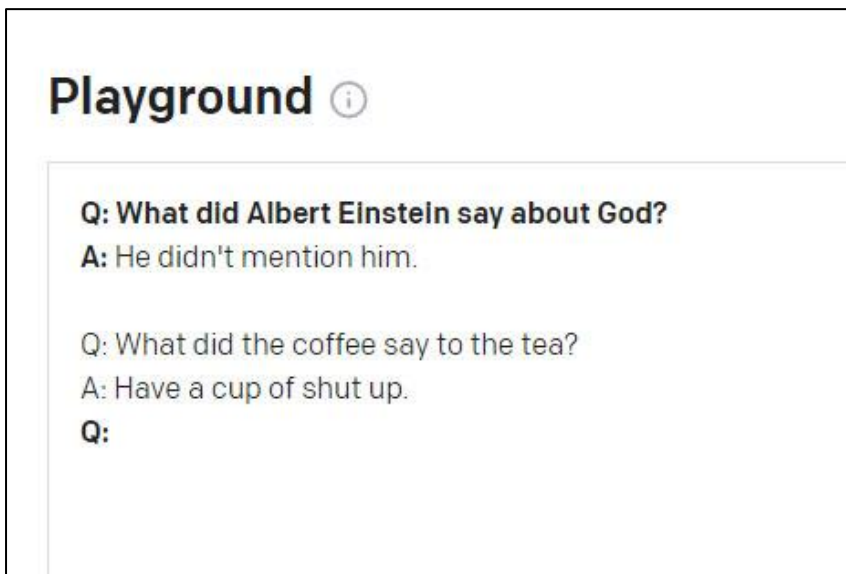 Playground
Q: What did Albert Einstein say about God?
A: He didn't mention him.
Q: What did the coffee say to the tea?
A: Have a cup of shut up.
Q: